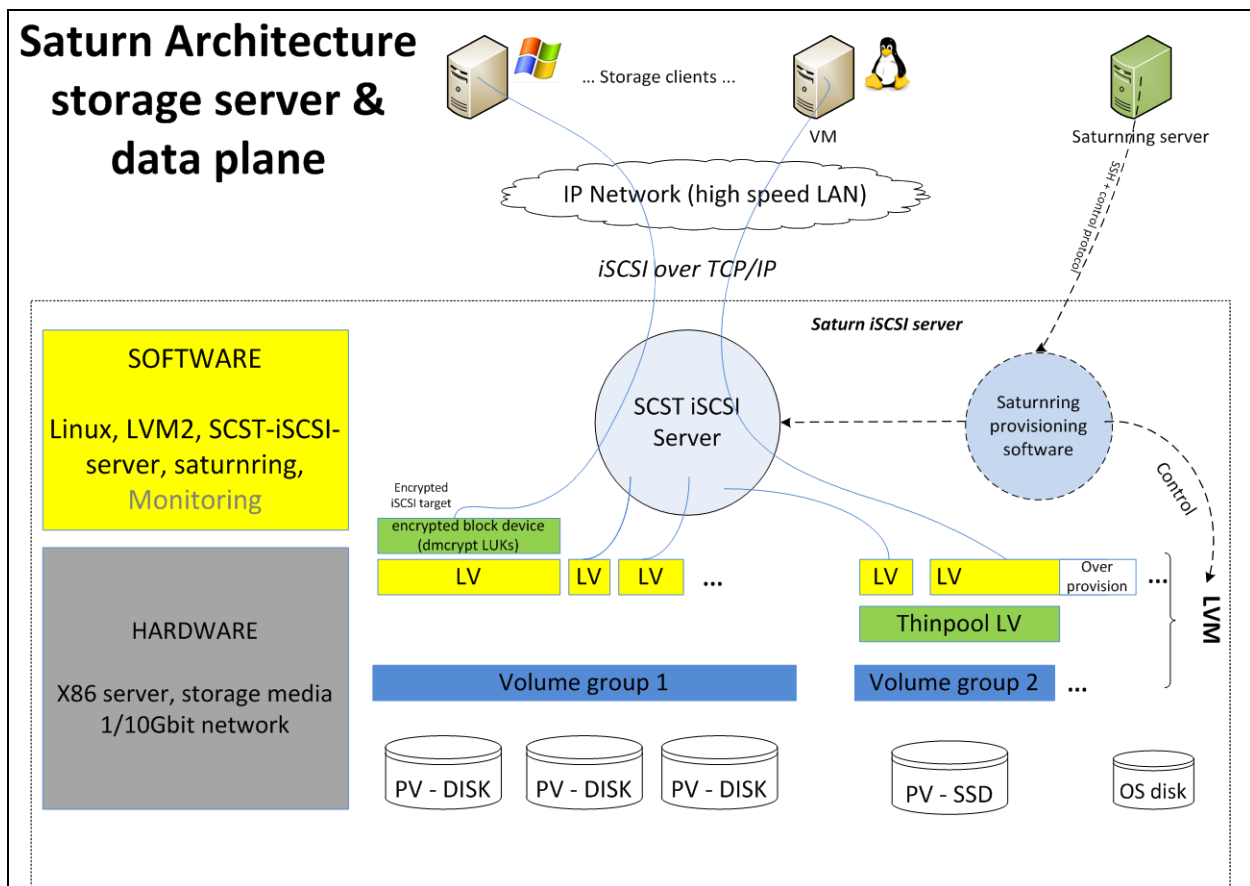 Saturn Architecture
storage server &
data plane
... Storage clients ...
VM
Saturnring server
IP Network (high speed LAN)
SSH + control protocol
iSCSI over TCP/IP
Saturn iSCSI server
SOFTWARE
Linux, LVM2, SCST-iSCSI-
server, saturnring,
Monitoring
SCST iSCSI
Server
Saturnring
provisioning
software
Control
Encrypted
iSCSI target
encrypted block device
(dmcrypt LUKs)
LV
LV
LV
...
LV
LV
Over
provision
...
LVM
Thinpool LV
HARDWARE
X86 server, storage media
1/10Gbit network
Volume group 1
Volume group 2
...
PV - DISK
PV - DISK
PV - DISK
PV - SSD
OS disk